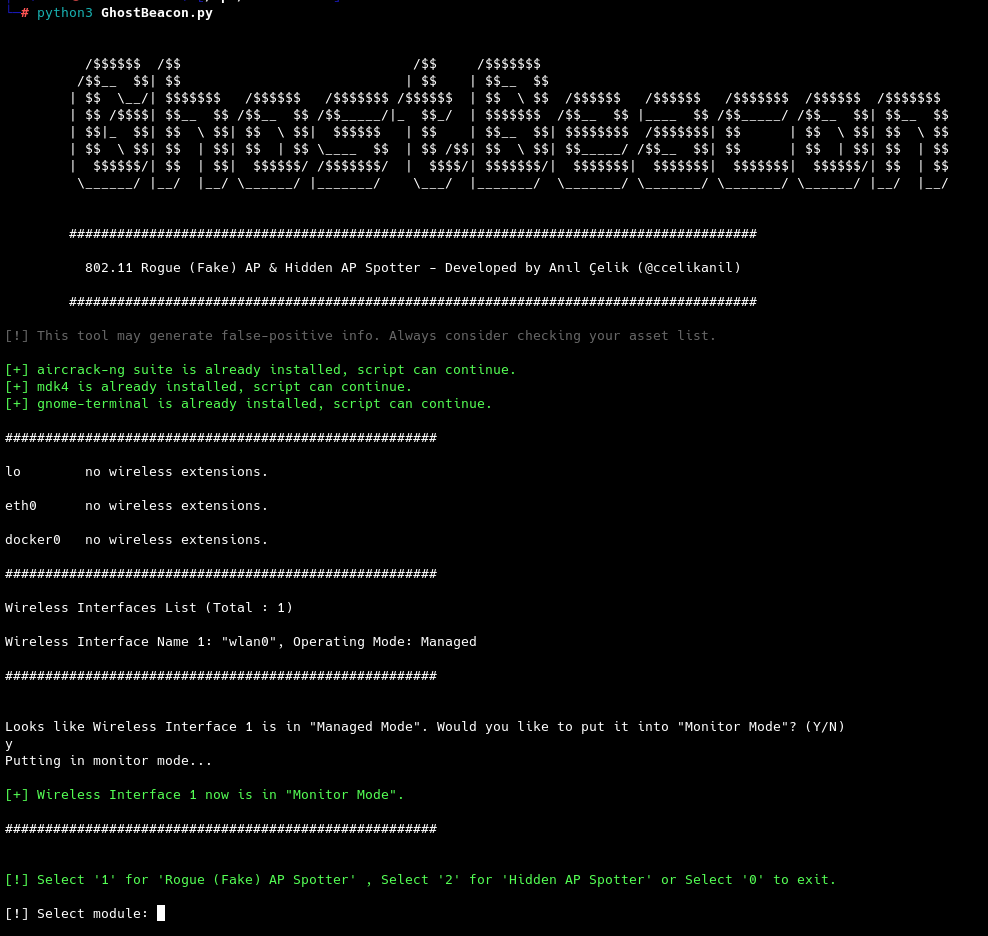 └─# python3 GhostBeacon.py
  /$$$$$$  /$$                             /$$     /$$$$$$$
 /$$__  $$| $$                            | $$    | $$__  $$
| $$  \__/| $$$$$$$   /$$$$$$   /$$$$$$$ /$$$$$$  | $$  \ $$  /$$$$$$   /$$$$$$   /$$$$$$$  /$$$$$$  /$$$$$$$
| $$ /$$$$| $$__  $$ /$$__  $$ /$$_____/|_  $$_/  | $$$$$$$  /$$__  $$ |____  $$ /$$_____/ /$$__  $$| $$__  $$
| $$|_  $$| $$  \ $$| $$  \ $$|  $$$$$$   | $$    | $$__  $$| $$$$$$$$  /$$$$$$$| $$      | $$  \ $$| $$  \ $$
| $$  \ $$| $$  | $$| $$  | $$ \____  $$  | $$ /$$| $$  \ $$| $$_____/ /$$__  $$| $$      | $$  | $$| $$  | $$
|  $$$$$$/| $$  | $$|  $$$$$$/ /$$$$$$$/  |  $$$$/| $$$$$$$/|  $$$$$$$|  $$$$$$$|  $$$$$$$|  $$$$$$/| $$  | $$
 \______/ |__/  |__/ \______/ |_______/    \___/  |_______/  \_______/ \_______/ \_______/ \______/ |__/  |__/
######################################################################################
802.11 Rogue (Fake) AP & Hidden AP Spotter - Developed by Anıl Çelik (@ccelikanil)
######################################################################################
[!] This tool may generate false-positive info. Always consider checking your asset list.
[+] aircrack-ng suite is already installed, script can continue.
[+] mdk4 is already installed, script can continue.
[+] gnome-terminal is already installed, script can continue.
######################################################
lo        no wireless extensions.
eth0      no wireless extensions.
docker0   no wireless extensions.
######################################################
Wireless Interfaces List (Total : 1)
Wireless Interface Name 1: "wlan0", Operating Mode: Managed
######################################################
Looks like Wireless Interface 1 is in "Managed Mode". Would you like to put it into "Monitor Mode"? (Y/N)
y
Putting in monitor mode...
[+] Wireless Interface 1 now is in "Monitor Mode".
######################################################
[!] Select '1' for 'Rogue (Fake) AP Spotter' , Select '2' for 'Hidden AP Spotter' or Select '0' to exit.
[!] Select module: